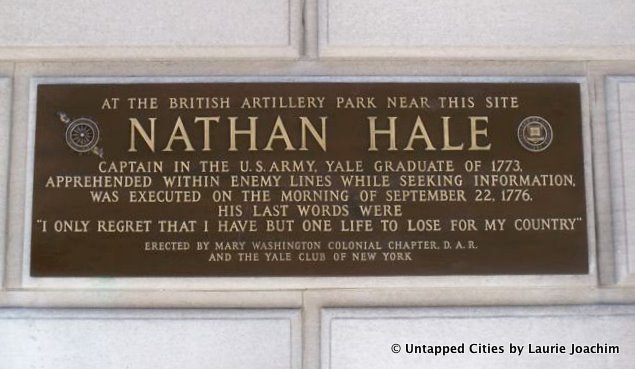 AT THE BRITISH ARTILLERY PARK NEAR THIS SITE
NATHAN HALE
CAPTAIN IN THE U.S. ARMY, YALE GRADUATE OF 1773,
APPREHENDED WITHIN ENEMY LINES WHILE SEEKING INFORMATION,
WAS EXECUTED ON THE MORNING OF SEPTEMBER 22, 1776.
HIS LAST WORDS WERE
"I ONLY REGRET THAT I HAVE BUT ONE LIFE TO LOSE FOR MY COUNTRY"
ERECTED BY MARY WASHINGTON COLONIAL CHAPTER, D. A. R.
AND THE YALE CLUB OF NEW YORK
© Untapped Cities by Laurie Joachim